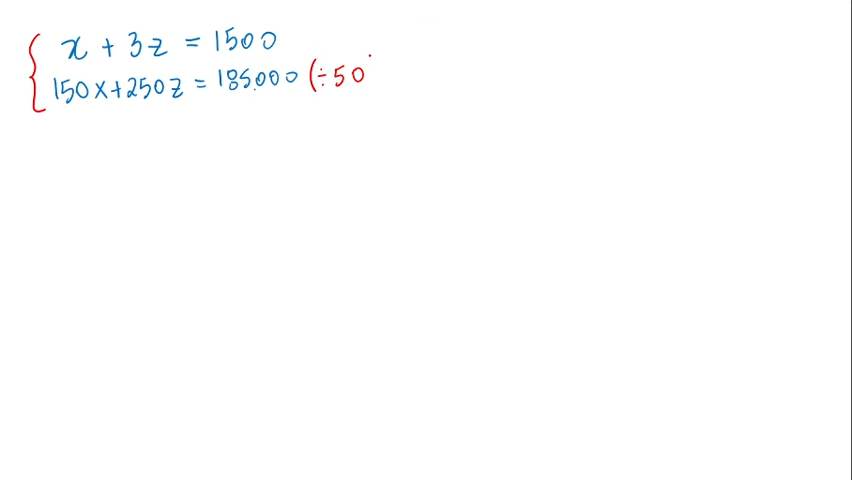 x + 3z = 1500
150x+250z = 185.000 (÷50